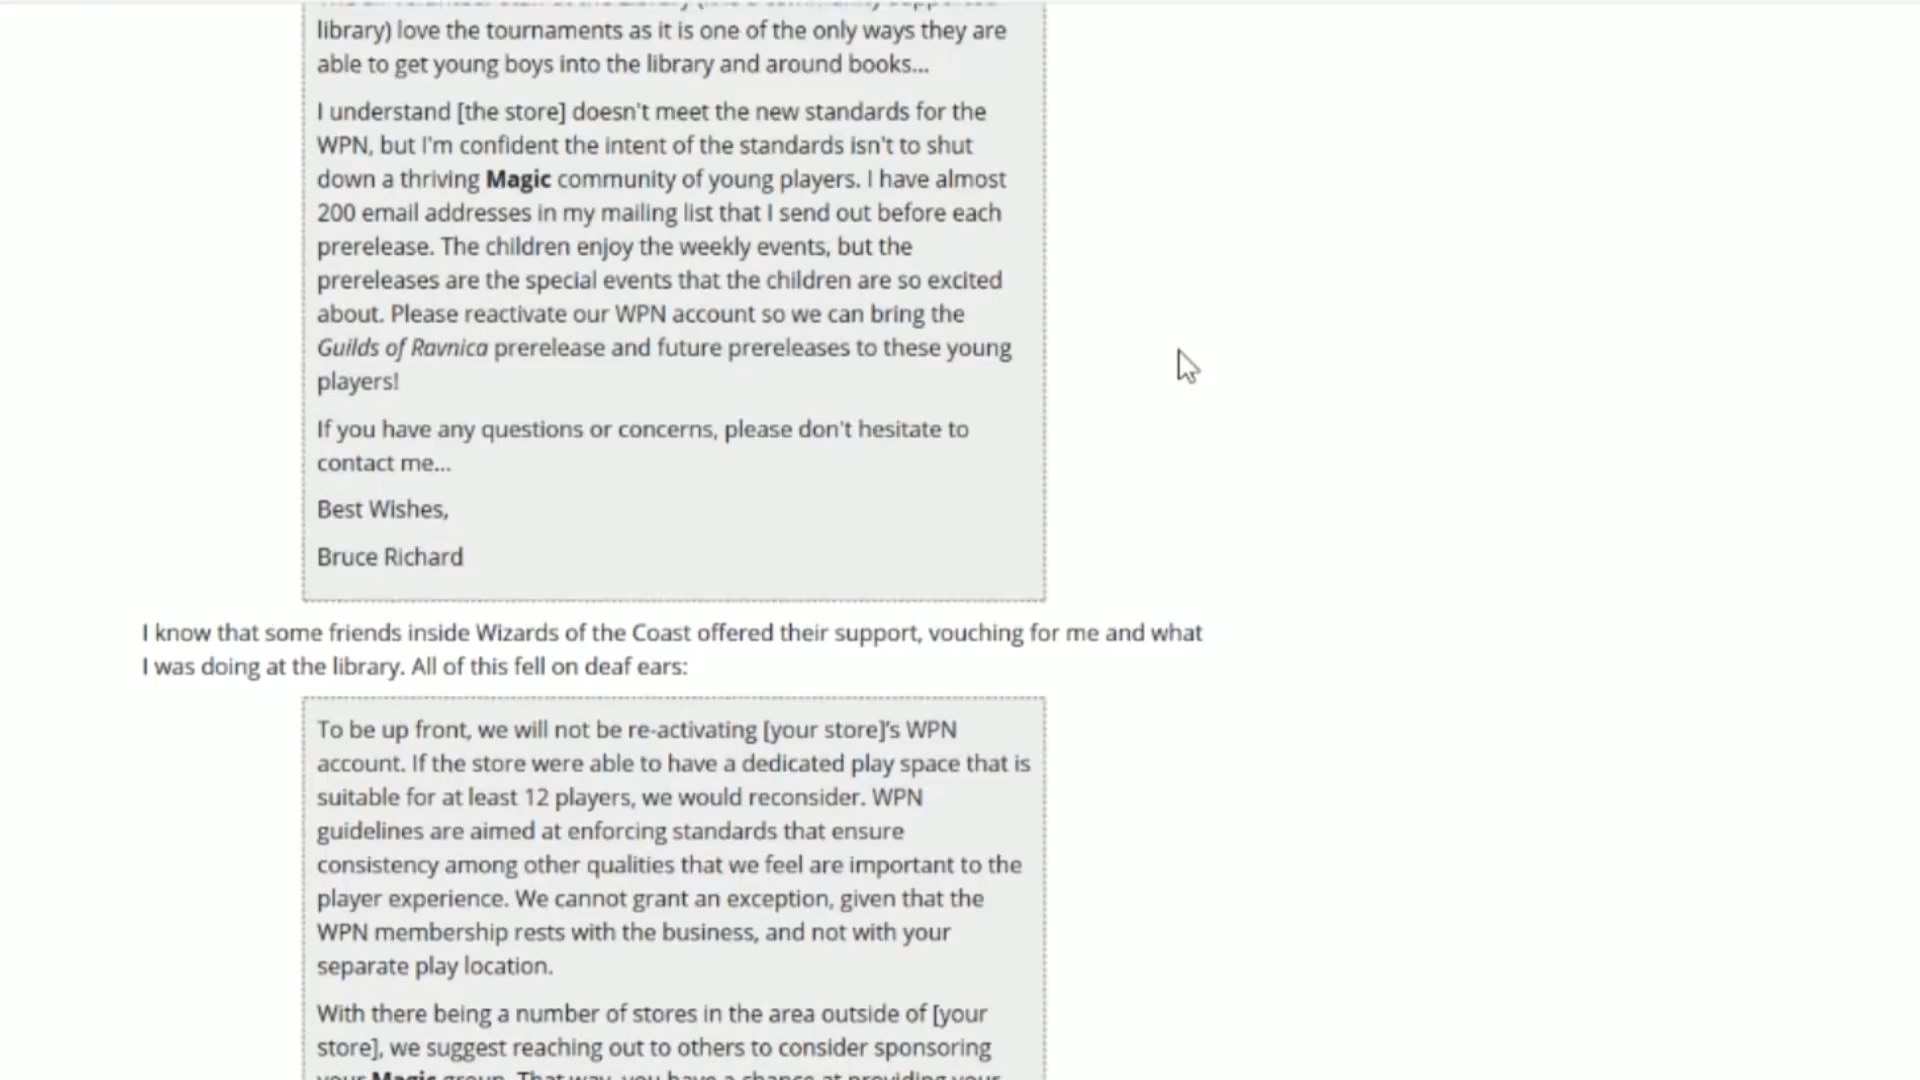 library) love the tournaments as it is one of the only ways they are
able to get young boys into the library and around books...
I understand [the store] doesn't meet the new standards for the
WPN, but I'm confident the intent of the standards isn't to shut
down a thriving Magic community of young players. I have almost
200 email addresses in my mailing list that I send out before each
prerelease. The children enjoy the weekly events, but the
prereleases are the special events that the children are so excited
about. Please reactivate our WPN account so we can bring the
Guilds of Ravnica prerelease and future prereleases to these young
players!
If you have any questions or concerns, please don't hesitate to
contact me...
Best Wishes,
Bruce Richard
I know that some friends inside Wizards of the Coast offered their support, vouching for me and what
I was doing at the library. All of this fell on deaf ears:
To be up front, we will not be re-activating [your store]'s WPN
account. If the store were able to have a dedicated play space that is
suitable for at least 12 players, we would reconsider. WPN
guidelines are aimed at enforcing standards that ensure
consistency among other qualities that we feel are important to the
player experience. We cannot grant an exception, given that the
WPN membership rests with the business, and not with your
separate play location.
With there being a number of stores in the area outside of [your
store], we suggest reaching out to others to consider sponsoring
your Magic group. That way, you have a chance at providing your